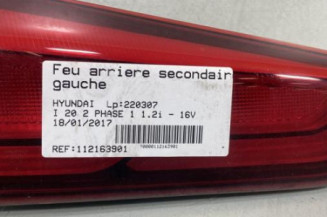 Feu arriere secondair
gauche
HYUNDAI Lp:220307
I 20 2 PHASE 1 1.2i - 16V
18/01/2017
REF:112163901